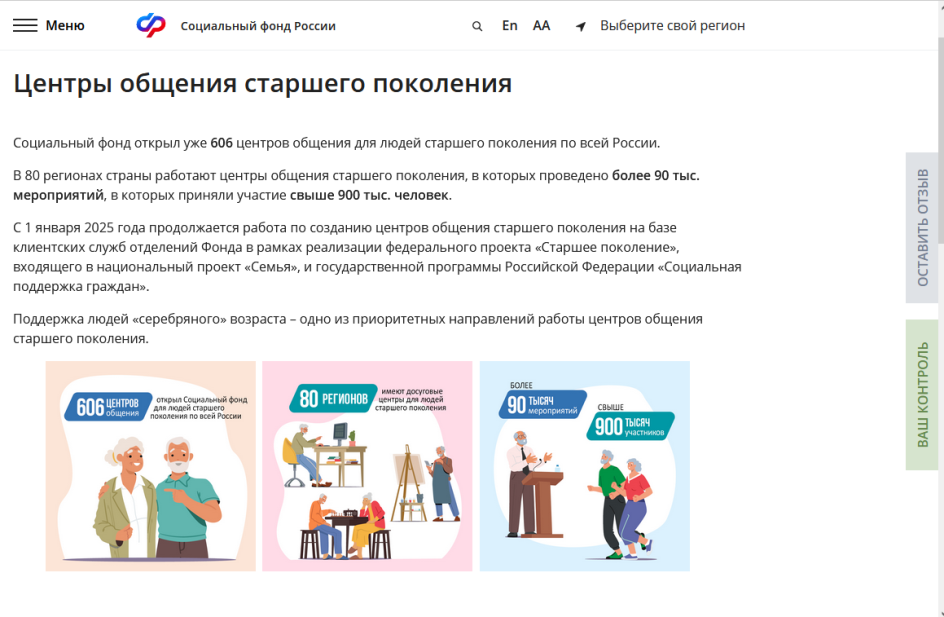 Меню
Социальный фонд России
En
AA
Выберите свой регион
Центры общения старшего поколения
Социальный фонд открыл уже 606 центров общения для людей старшего поколения по всей России.
В 80 регионах страны работают центры общения старшего поколения, в которых проведено более 90 тыс.
мероприятий, в которых приняли участие свыше 900 тыс. человек.
С 1 января 2025 года продолжается работа по созданию центров общения старшего поколения на базе
клиентских служб отделений Фонда в рамках реализации федерального проекта «Старшее поколение»,
входящего в национальный проект «Семья», и государственной программы Российской Федерации «Социальная
поддержка граждан».
Поддержка людей «серебряного» возраста – одно из приоритетных направлений работы центров общения
старшего поколения.
606 ЦЕНТРОВ
общения
открыл Социальный фонд
для людей старшего
поколения по всей России
80 РЕГИОНОВ
имеют досуговые
центры для людей
старшего поколения
БОЛЕЕ
90 ТЫСЯЧ
мероприятий
СВЫШЕ
900 ТЫСЯЧ
участников
ОСТАВИТЬ ОТЗЫВ
ВАШ КОНТРОЛЬ